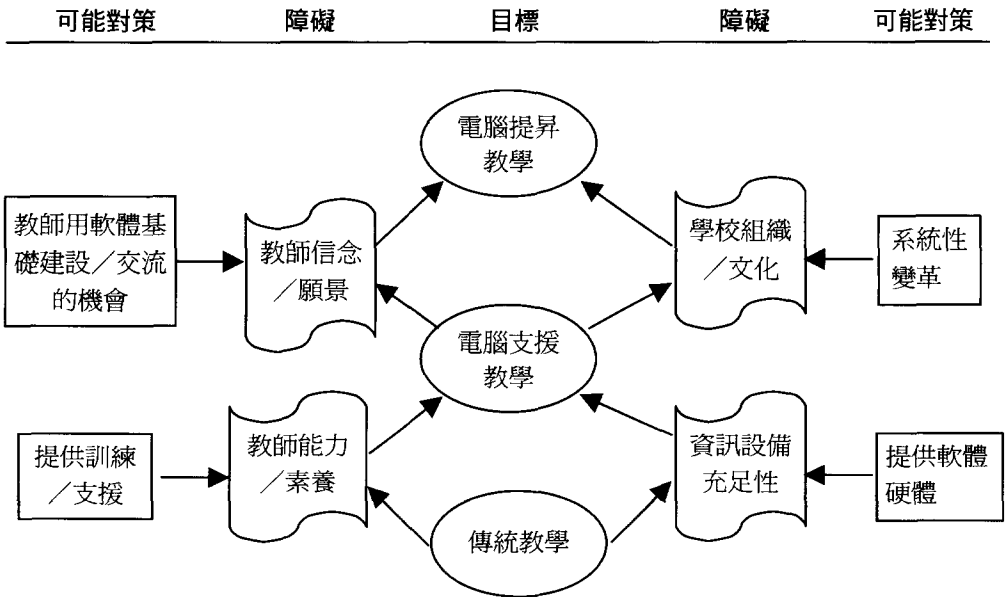 可能對策 障礙 目標 障礙 可能對策
電腦提昇
教學
教師用軟體基
礎建設／交流
的機會
教師信念
／願景
學校組織
／文化
系統性
變革
電腦支援
教學
提供訓練
／支援
教師能力
／素養
資訊設備
充足性
提供軟體
硬體
傳統教學